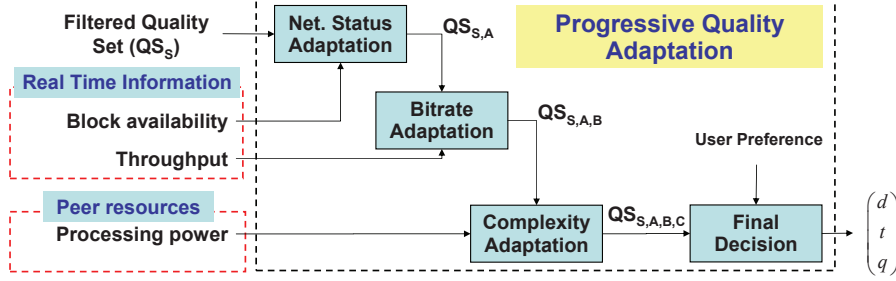 Progressive Quality
Adaptation
Filtered Quality
Set (QSS)
Net. Status
Adaptation
QSS,A
Real Time Information
Block availability
Throughput
Bitrate
Adaptation
QSS,A,B
User Preference
Peer resources
Processing power
Complexity
Adaptation
QSS,A,B,C
Final
Decision
d
t
q